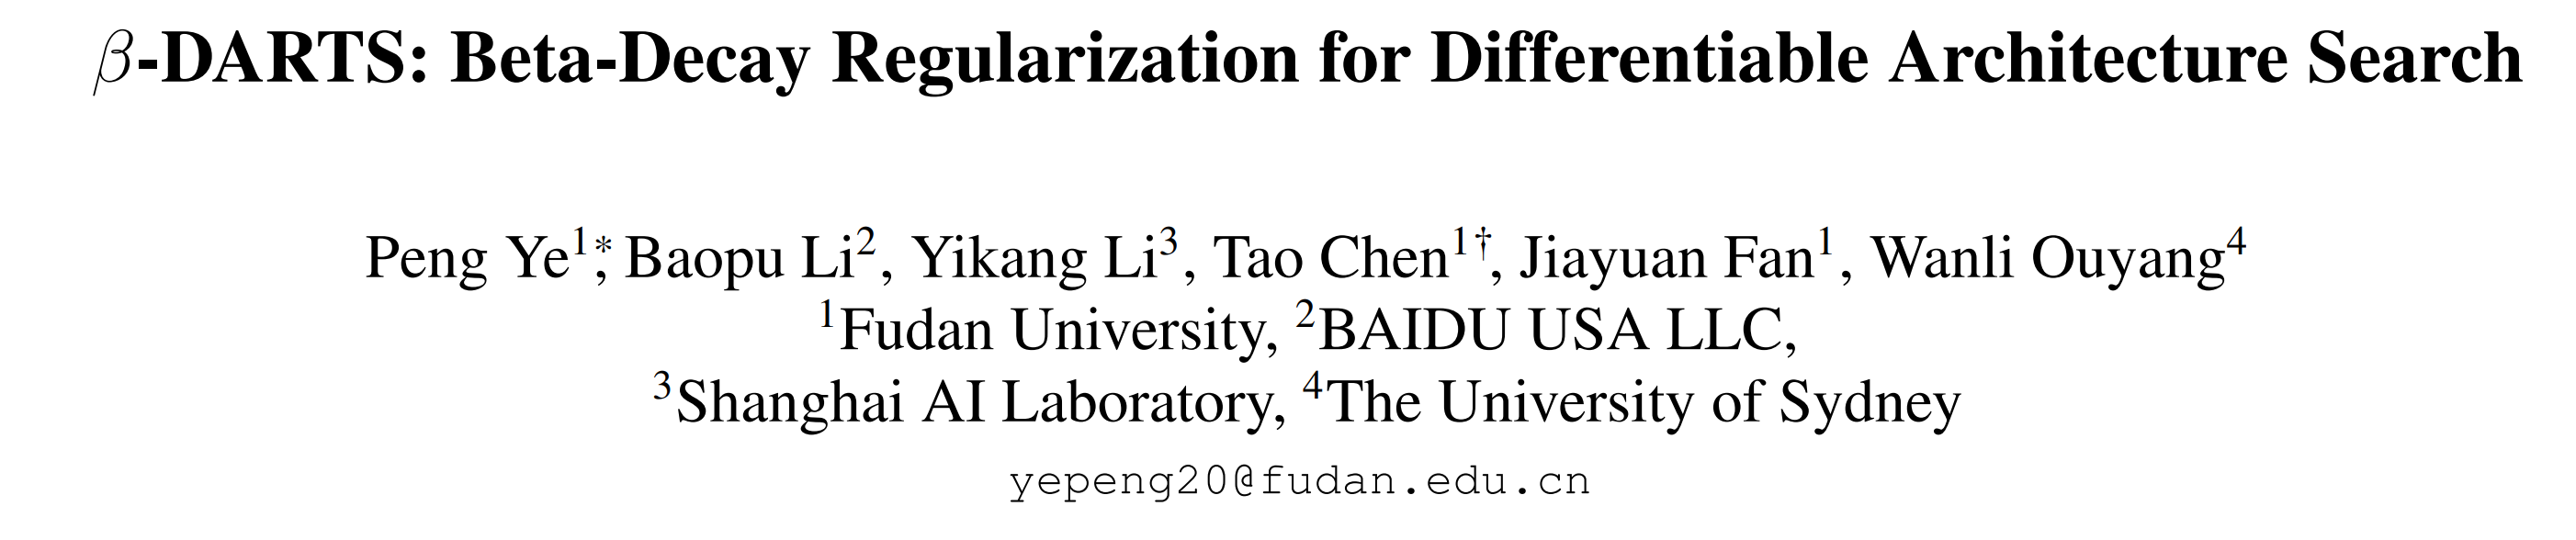 β-DARTS: Beta-Decay Regularization for Differentiable Architecture Search
Peng Ye¹*, Baopu Li², Yikang Li³, Tao Chen¹†, Jiayuan Fan¹, Wanli Ouyang⁴
¹Fudan University, ²BAIDU USA LLC,
³Shanghai AI Laboratory, ⁴The University of Sydney
yepeng20@fudan.edu.cn